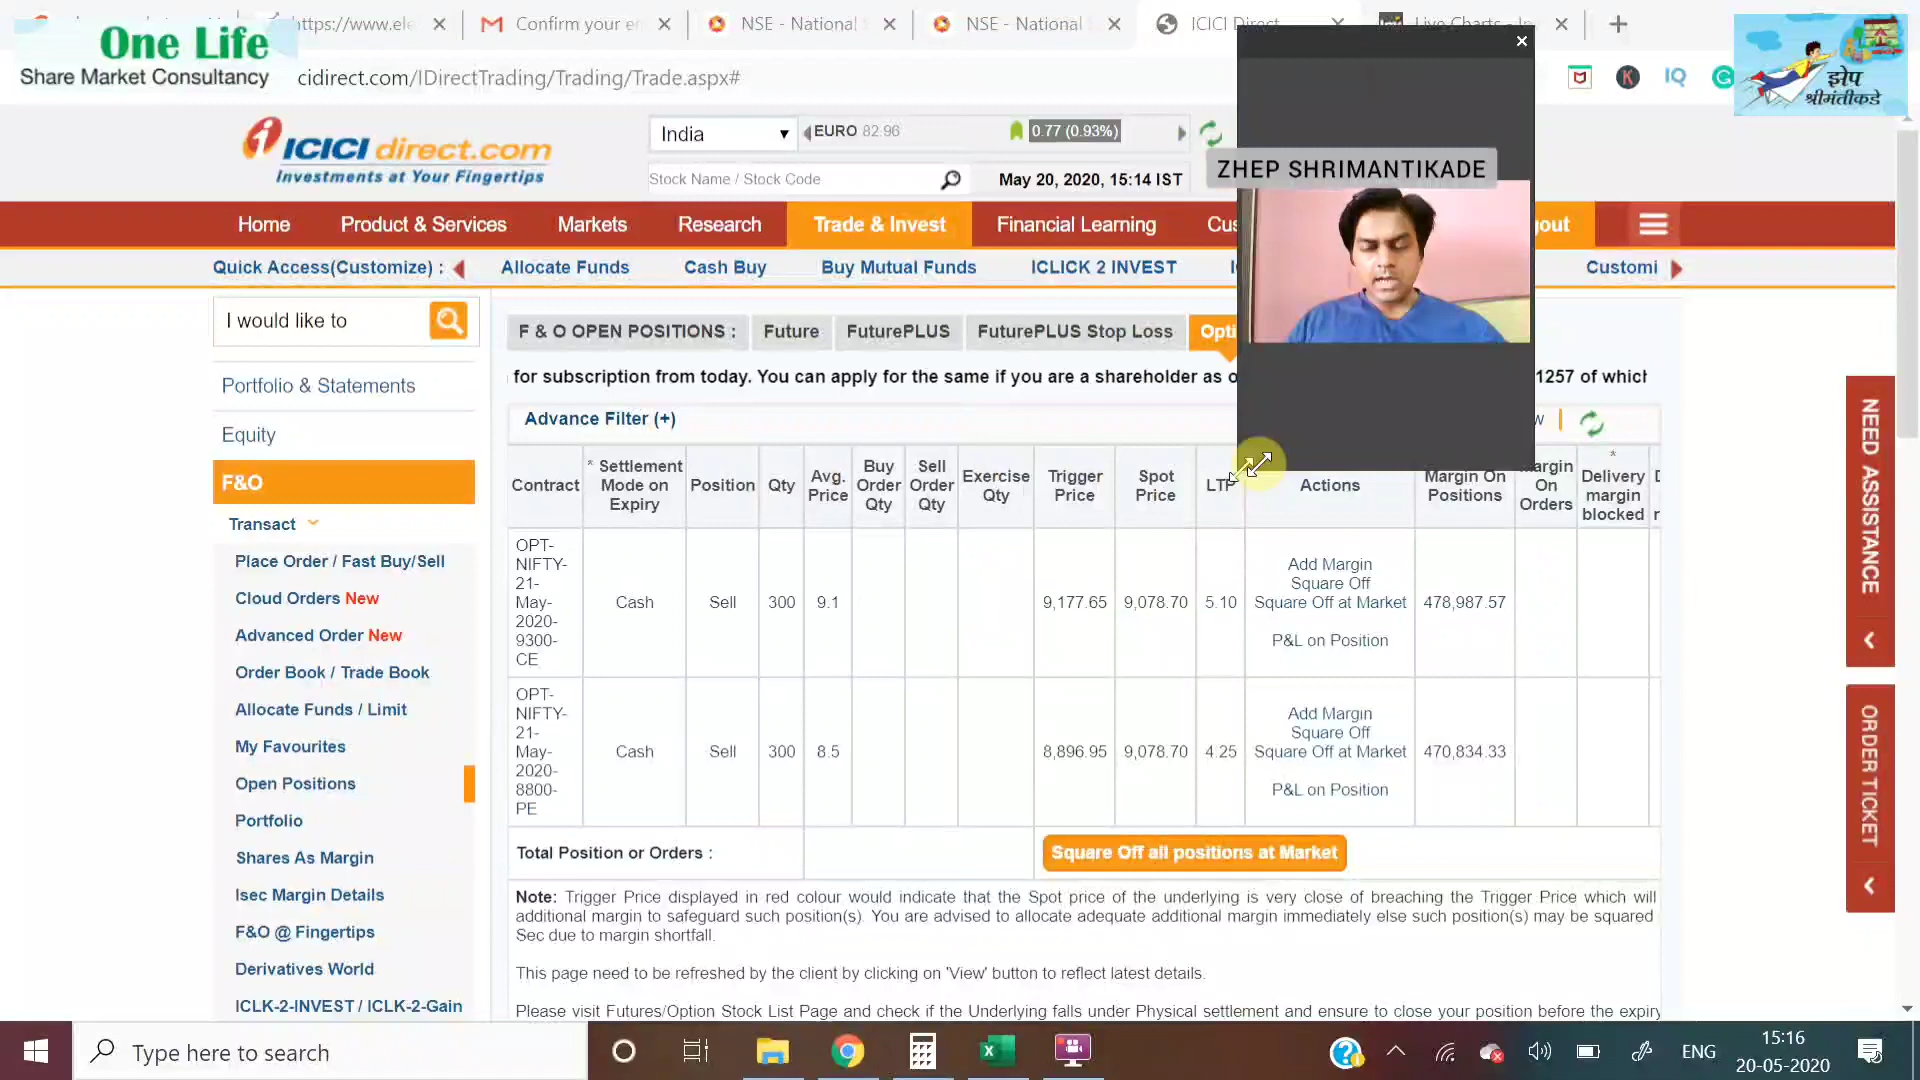 One Life
Share Market Consultancy
https://www.ele
Confirm your e
NSE - National
NSE - National
ICICI Direct
Live Charts - In
cidirect.com/IDirectTrading/Trading/Trade.aspx#
IQ
झेप
श्रीमंतीकडे
ICICI direct.com
Investments at Your Fingertips
India
EURO 82.96
0.77 (0.93%)
Stock Name / Stock Code
May 20, 2020, 15:14 IST
ZHEP SHRIMANTIKADE
Home
Product & Services
Markets
Research
Trade & Invest
Financial Learning
Cus
out
Quick Access(Customize) :
Allocate Funds
Cash Buy
Buy Mutual Funds
ICLICK 2 INVEST
Customi
I would like to
F & O OPEN POSITIONS :
Future
FuturePLUS
FuturePLUS Stop Loss
Opti
for subscription from today. You can apply for the same if you are a shareholder as o
1257 of which
Advance Filter (+)
w
Portfolio & Statements
Equity
F&O
Transact
Place Order / Fast Buy/Sell
Cloud Orders New
Advanced Order New
Order Book / Trade Book
Allocate Funds / Limit
My Favourites
Open Positions
Portfolio
Shares As Margin
Isec Margin Details
F&O @ Fingertips
Derivatives World
ICLK-2-INVEST / ICLK-2-Gain
Contract
* Settlement
Mode on
Expiry
Position
Qty
Avg.
Price
Buy
Order
Qty
Sell
Order
Qty
Exercise
Qty
Trigger
Price
Spot
Price
LTP
Actions
Margin On
Positions
argin
On
Orders
*
Delivery
margin
blocked
OPT-
NIFTY-
21-
May-
2020-
9300-
CE
Cash
Sell
300
9.1
9,177.65
9,078.70
5.10
Add Margin
Square Off
Square Off at Market
P&L on Position
478,987.57
OPT-
NIFTY-
21-
May-
2020-
8800-
PE
Cash
Sell
300
8.5
8,896.95
9,078.70
4.25
Add Margin
Square Off
Square Off at Market
P&L on Position
470,834.33
Total Position or Orders :
Square Off all positions at Market
Note: Trigger Price displayed in red colour would indicate that the Spot price of the underlying is very close of breaching the Trigger Price which will
additional margin to safeguard such position(s). You are advised to allocate adequate additional margin immediately else such position(s) may be squared
Sec due to margin shortfall.
This page need to be refreshed by the client by clicking on 'View' button to reflect latest details.
Please visit Futures/Option Stock List Page and check if the Underlying falls under Physical settlement and ensure to close your position before the expiry
NEED ASSISTANCE
ORDER TICKET
Type here to search
ENG
15:16
20-05-2020